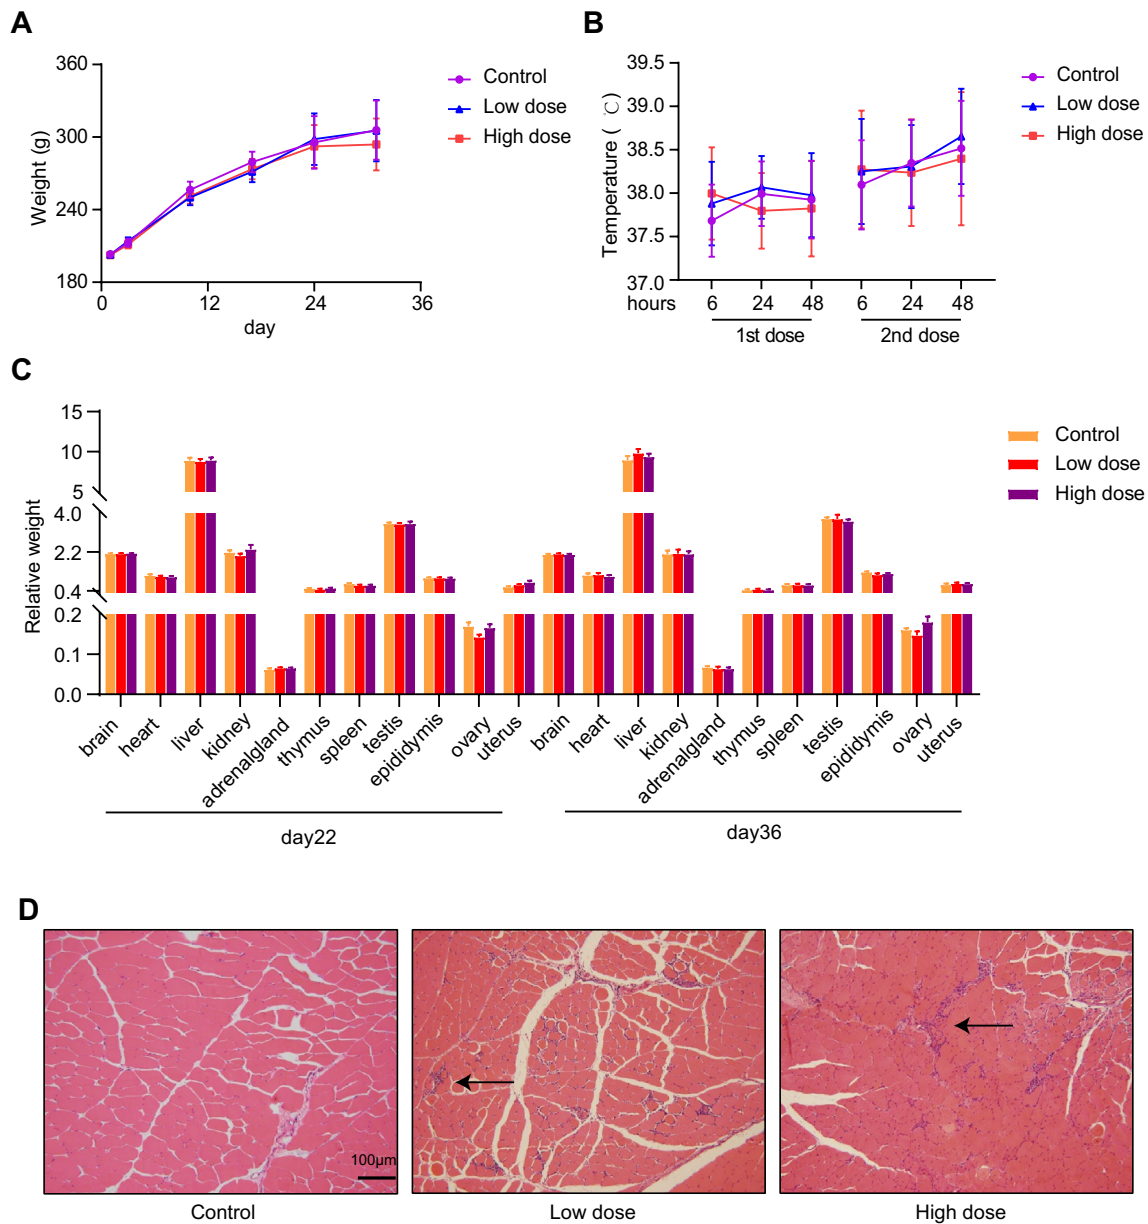 A
Weight (g)
360
300
240
180
0 12 24 36
day
Control
Low dose
High dose
B
Temperature ( ℃)
39.5
39.0
38.5
38.0
37.5
37.0
hours 6 24 48 6 24 48
1st dose 2nd dose
Control
Low dose
High dose
C
Relative weight
15
10
5
4.0
2.2
0.4
0.2
0.1
0.0
brain heart liver kidney adrenalgland thymus spleen testis epididymis ovary uterus brain heart liver kidney adrenalgland thymus spleen testis epididymis ovary uterus
day22 day36
Control
Low dose
High dose
D
100μm
Control Low dose High dose